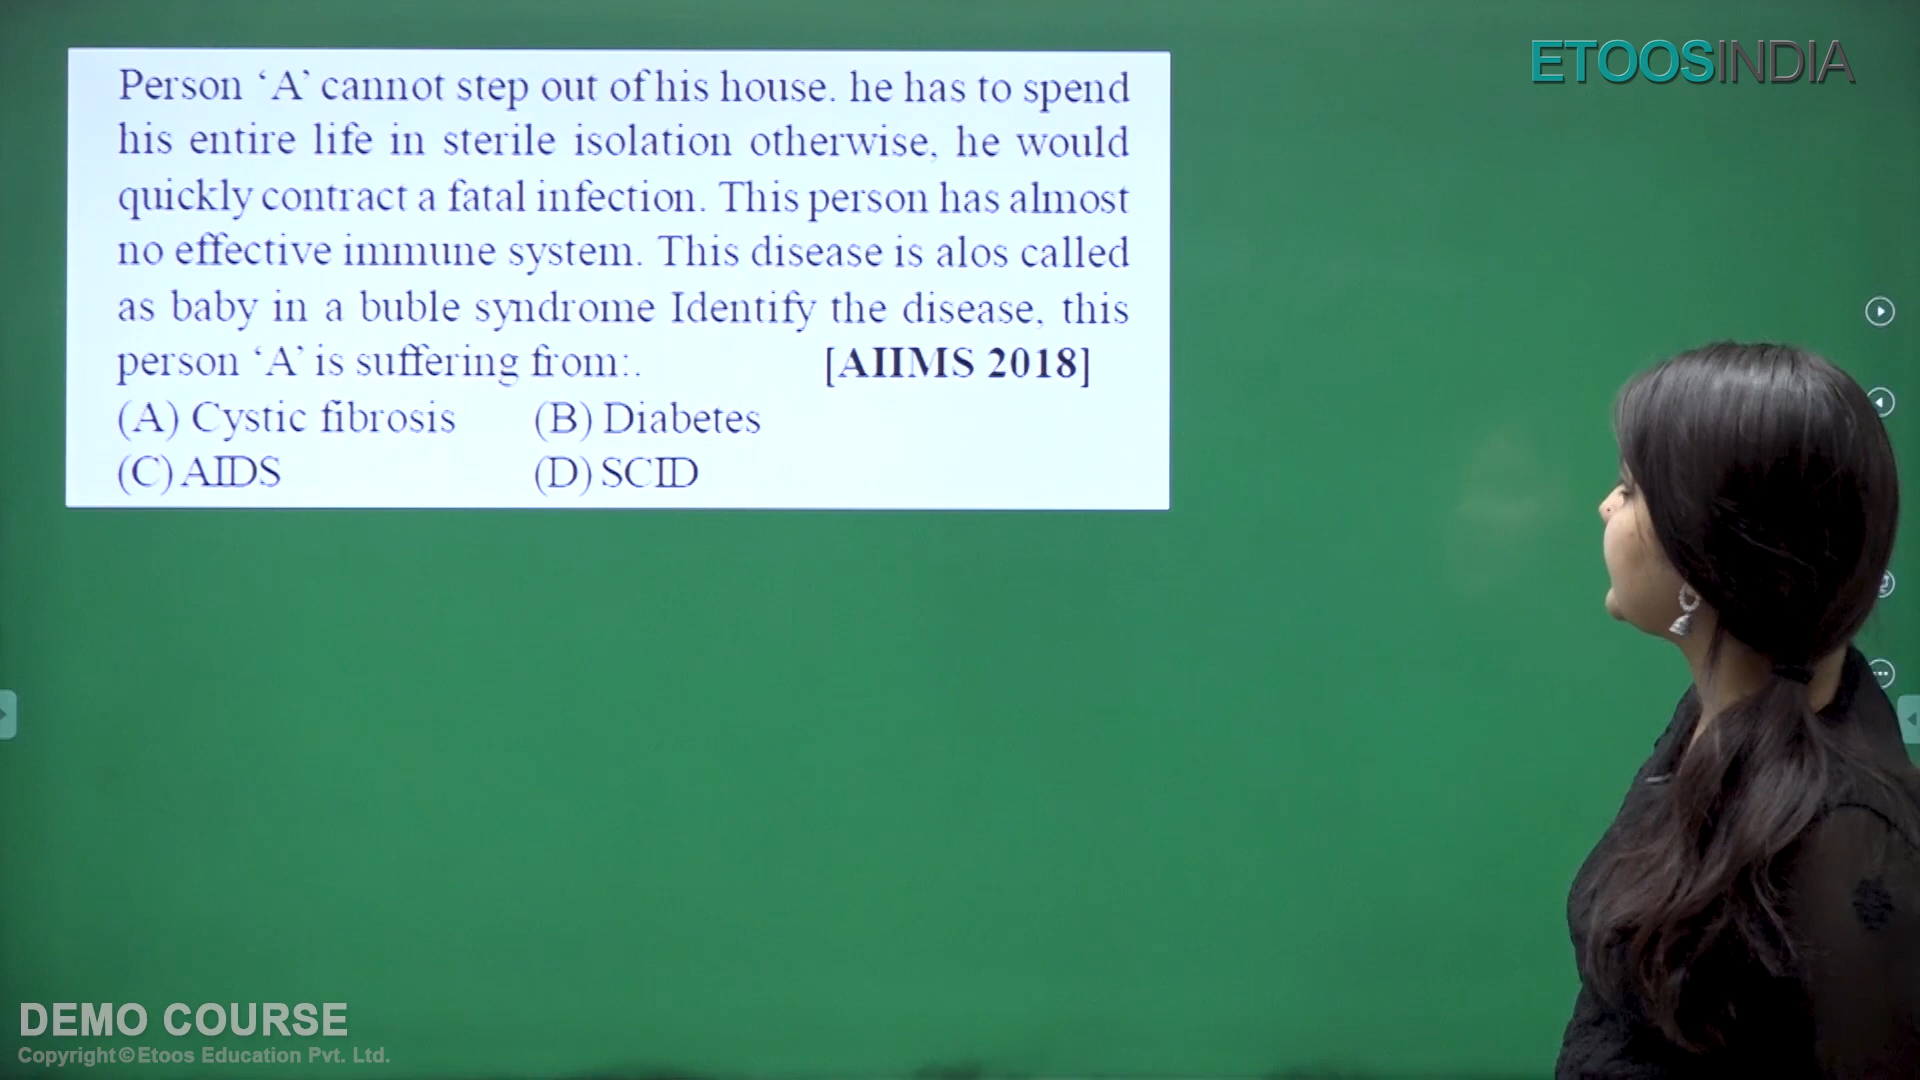 ETOOSINDIA
Person ‘A’ cannot step out of his house. he has to spend
his entire life in sterile isolation otherwise, he would
quickly contract a fatal infection. This person has almost
no effective immune system. This disease is alos called
as baby in a buble syndrome Identify the disease, this
person ‘A’ is suffering from:. [AIIMS 2018]
(A) Cystic fibrosis (B) Diabetes
(C) AIDS (D) SCID
DEMO COURSE
Copyright © Etoos Education Pvt. Ltd.